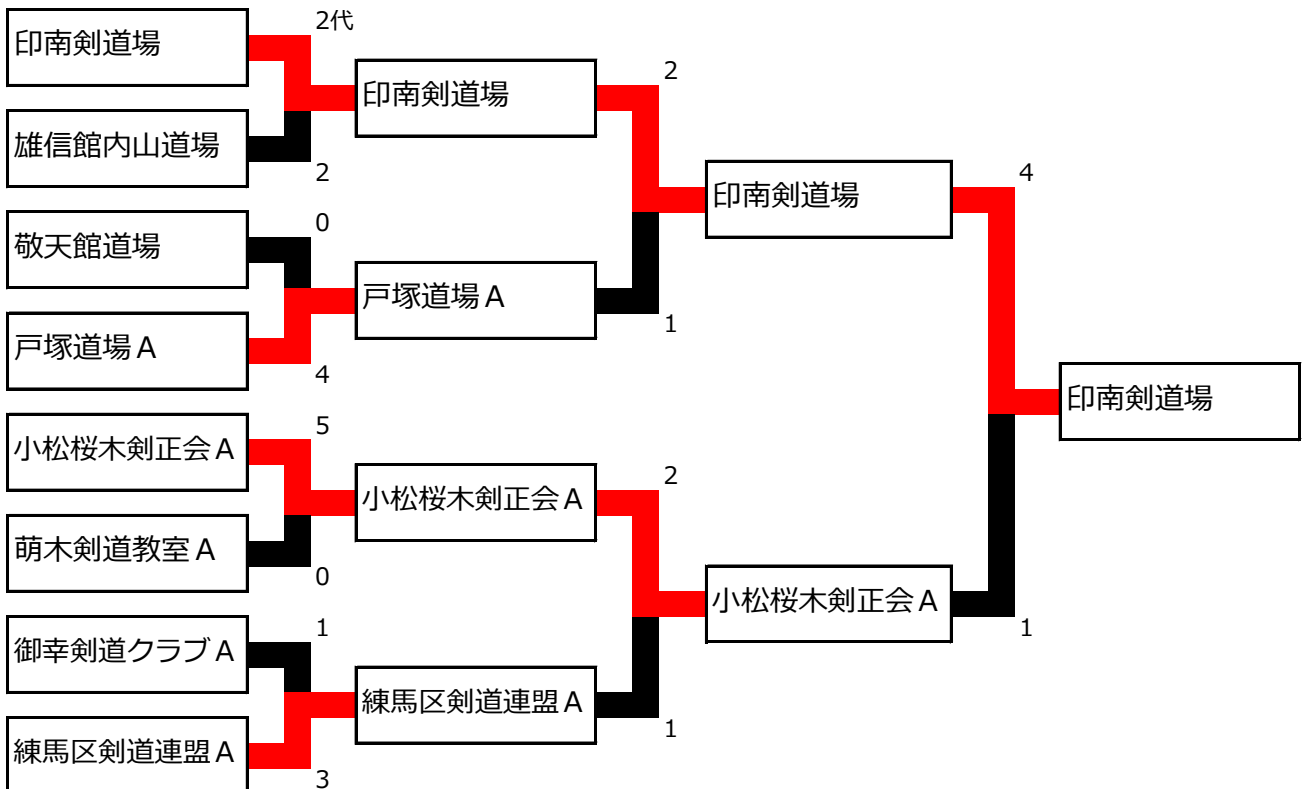 2代
印南剣道場
2
印南剣道場
雄信館内山道場
2
4
印南剣道場
0
敬天館道場
戸塚道場A
1
戸塚道場A
4
印南剣道場
5
小松桜木剣正会A
2
小松桜木剣正会A
萌木剣道教室A
0
小松桜木剣正会A
1
1
御幸剣道クラブA
練馬区剣道連盟A
1
練馬区剣道連盟A
3